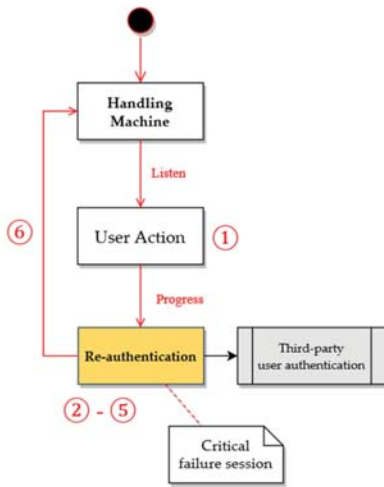 Handling
Machine
Listen
⑥
User Action
①
Progress
Re-authentication
Third-party
user authentication
② - ⑤
Critical
failure session